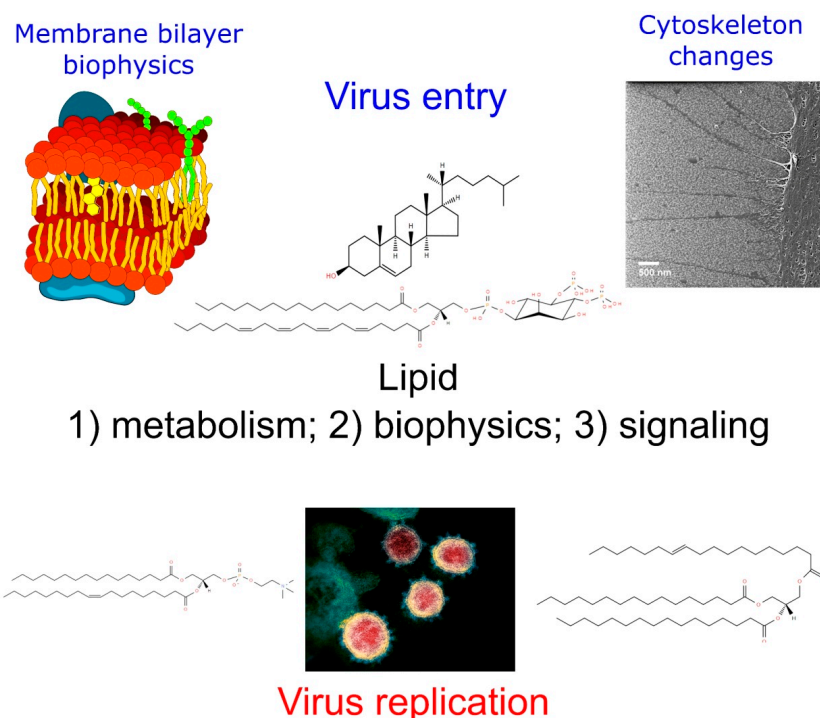 Membrane bilayer
biophysics
Cytoskeleton
changes
Virus entry
500 nm
Lipid
1) metabolism; 2) biophysics; 3) signaling
Virus replication